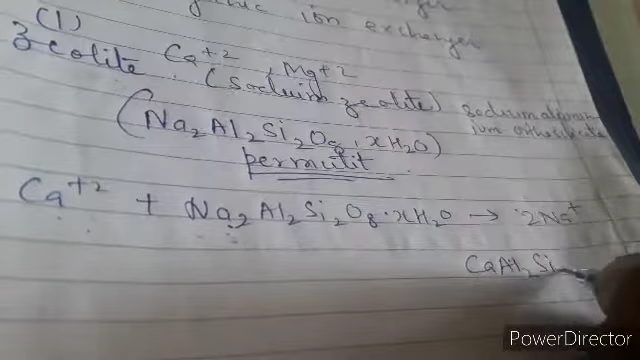 ion exchanger
(1)
zeolite Ca+2, Mg+2
(Sodium zeolite)
sodium alumin-
ium orthosilicate
(Na2Al2Si2O8·xH2O)
permutit
Ca+2 + Na2Al2Si2O8·xH2O → 2Na+
CaAl2Si
PowerDirector